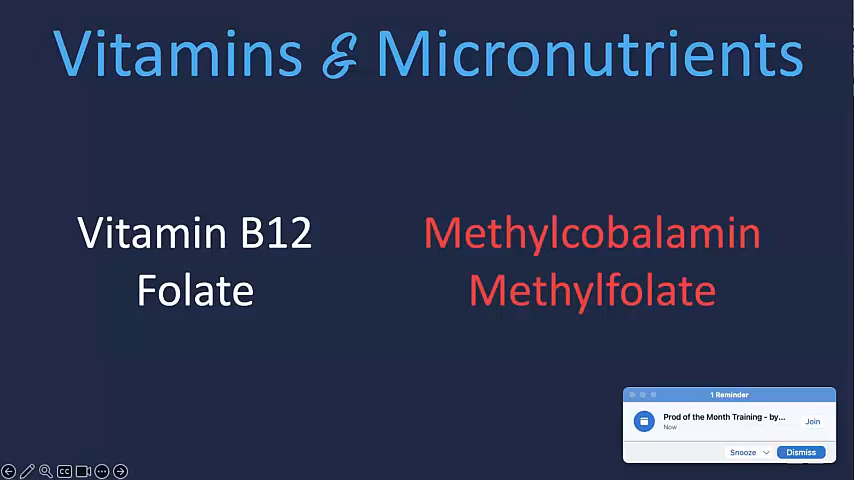 Vitamins & Micronutrients
Vitamin B12
Folate
Methylcobalamin
Methylfolate
1 Reminder
Prod of the Month Training - by...
Now
Join
Snooze
Dismiss
CC